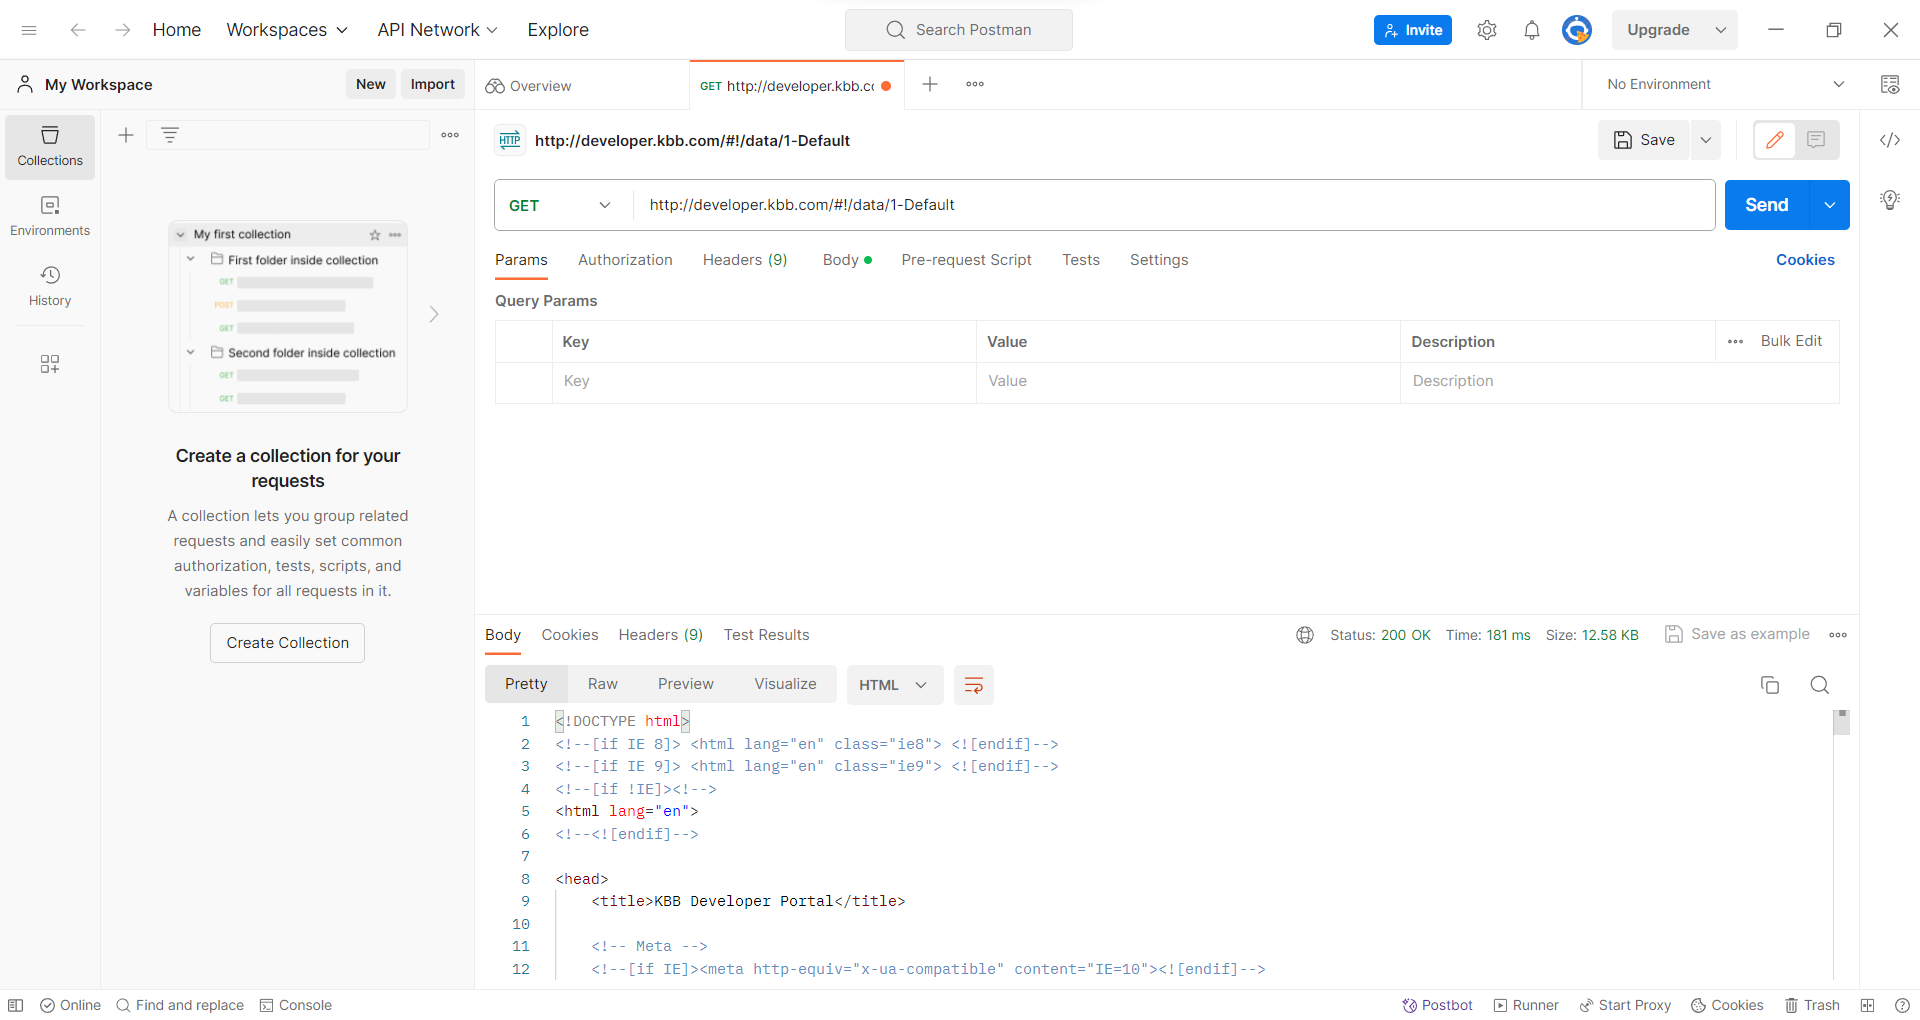 Home Workspaces API Network Explore Search Postman Invite Upgrade
My Workspace New Import Overview GET http://developer.kbb.cc No Environment
Collections
Environments
History
My first collection
First folder inside collection
GET
POST
GET
Second folder inside collection
GET
GET
Create a collection for your
requests
A collection lets you group related
requests and easily set common
authorization, tests, scripts, and
variables for all requests in it.
Create Collection
HTTP http://developer.kbb.com/#!/data/1-Default Save
GET http://developer.kbb.com/#!/data/1-Default Send
Params Authorization Headers (9) Body Pre-request Script Tests Settings Cookies
Query Params
Key Value Description Bulk Edit
Key Value Description
Body Cookies Headers (9) Test Results Status: 200 OK Time: 181 ms Size: 12.58 KB Save as example
Pretty Raw Preview Visualize HTML
1 <!DOCTYPE html>
2 <!--[if IE 8]> <html lang="en" class="ie8"> <![endif]-->
3 <!--[if IE 9]> <html lang="en" class="ie9"> <![endif]-->
4 <!--[if !IE]><!-->
5 <html lang="en">
6 <!--<![endif]-->
7
8 <head>
9 <title>KBB Developer Portal</title>
10
11 <!-- Meta -->
12 <!--[if IE]><meta http-equiv="x-ua-compatible" content="IE=10"><![endif]-->
Online Find and replace Console Postbot Runner Start Proxy Cookies Trash